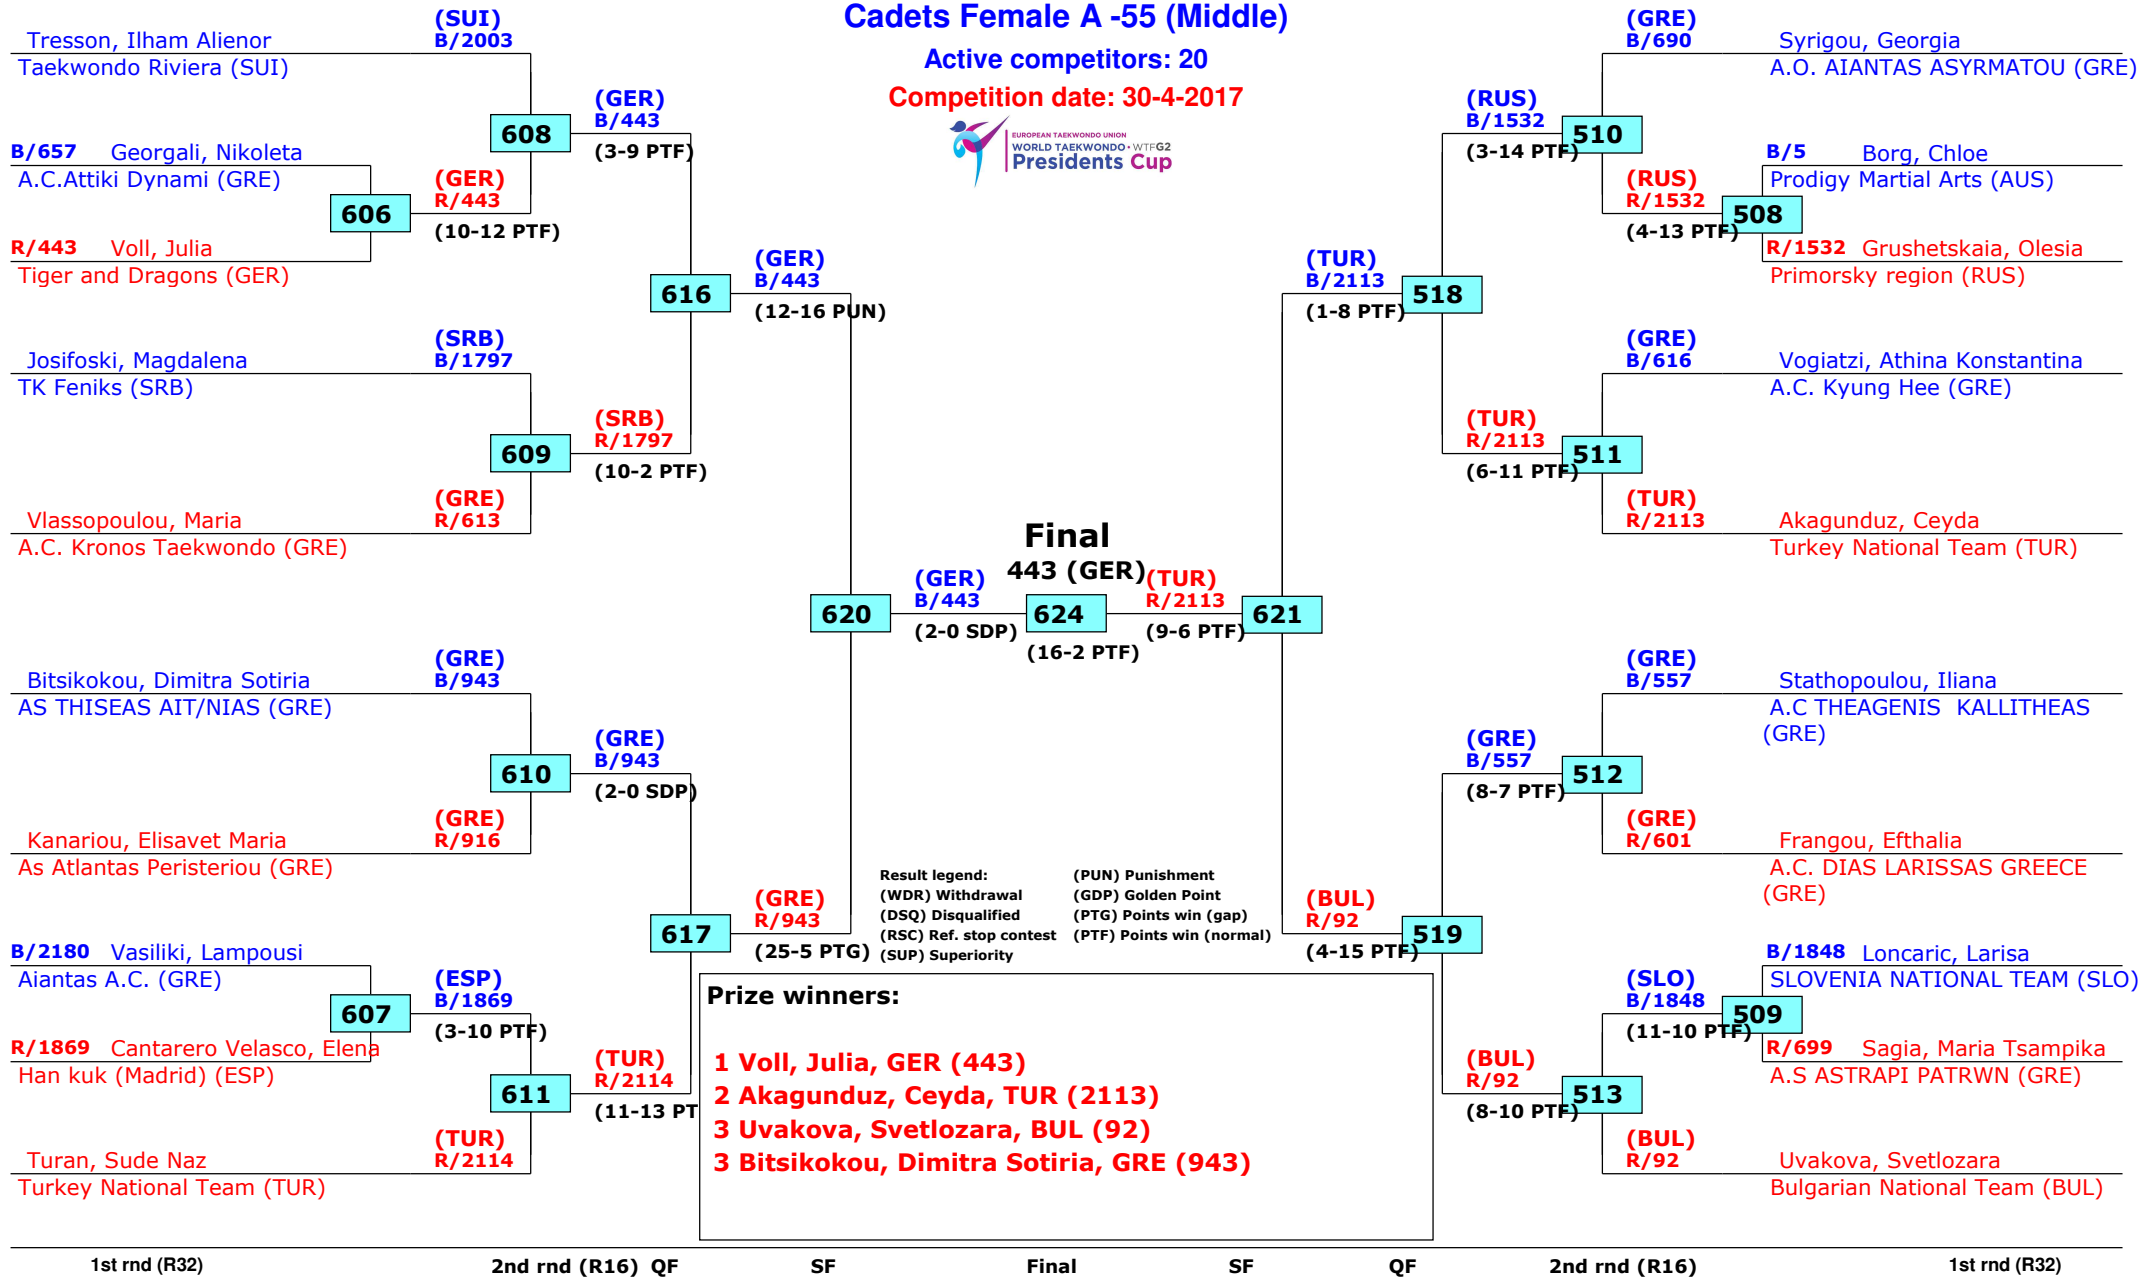 Cadets Female A -55 (Middle)
Active competitors: 20
Competition date: 30-4-2017
EUROPEAN TAEKWONDO UNION
WORLD TAEKWONDO • WTFG2
Presidents Cup
Tresson, Ilham Alienor
Taekwondo Riviera (SUI)
(SUI)
B/2003
B/657 Georgali, Nikoleta
A.C.Attiki Dynami (GRE)
606
R/443 Voll, Julia
Tiger and Dragons (GER)
(GER)
R/443
(10-12 PTF)
608
(GER)
B/443
(3-9 PTF)
Josifoski, Magdalena
TK Feniks (SRB)
(SRB)
B/1797
609
Vlassopoulou, Maria
A.C. Kronos Taekwondo (GRE)
(GRE)
R/613
(SRB)
R/1797
(10-2 PTF)
616
(GER)
B/443
(12-16 PUN)
Bitsikokou, Dimitra Sotiria
AS THISEAS AIT/NIAS (GRE)
(GRE)
B/943
610
Kanariou, Elisavet Maria
As Atlantas Peristeriou (GRE)
(GRE)
R/916
(GRE)
B/943
(2-0 SDP)
617
(GRE)
R/943
(25-5 PTG)
B/2180 Vasiliki, Lampousi
Aiantas A.C. (GRE)
607
R/1869 Cantarero Velasco, Elena
Han kuk (Madrid) (ESP)
(ESP)
B/1869
(3-10 PTF)
611
Turan, Sude Naz
Turkey National Team (TUR)
(TUR)
R/2114
(TUR)
R/2114
(11-13 PT
620
(GER)
B/443
(2-0 SDP)
Final
443 (GER)
624
(16-2 PTF)
(TUR)
R/2113
(9-6 PTF)
621
(TUR)
B/2113
(1-8 PTF)
518
(RUS)
B/1532
(3-14 PTF)
510
(GRE)
B/690
Syrigou, Georgia
A.O. AIANTAS ASYRMATOU (GRE)
(RUS)
R/1532
(4-13 PTF)
508
B/5 Borg, Chloe
Prodigy Martial Arts (AUS)
R/1532 Grushetskaia, Olesia
Primorsky region (RUS)
(GRE)
B/616
Vogiatzi, Athina Konstantina
A.C. Kyung Hee (GRE)
(TUR)
R/2113
(6-11 PTF)
511
(TUR)
R/2113
Akagunduz, Ceyda
Turkey National Team (TUR)
(GRE)
B/557
Stathopoulou, Iliana
A.C THEAGENIS KALLITHEAS
(GRE)
(GRE)
B/557
(8-7 PTF)
512
(GRE)
R/601
Frangou, Efthalia
A.C. DIAS LARISSAS GREECE
(GRE)
(BUL)
R/92
(4-15 PTF)
519
B/1848 Loncaric, Larisa
SLOVENIA NATIONAL TEAM (SLO)
(SLO)
B/1848
(11-10 PTF)
509
R/699 Sagia, Maria Tsampika
A.S ASTRAPI PATRWN (GRE)
(BUL)
R/92
(8-10 PTF)
513
(BUL)
R/92
Uvakova, Svetlozara
Bulgarian National Team (BUL)
Result legend:
(WDR) Withdrawal
(DSQ) Disqualified
(RSC) Ref. stop contest
(SUP) Superiority
(PUN) Punishment
(GDP) Golden Point
(PTG) Points win (gap)
(PTF) Points win (normal)
Prize winners:
1 Voll, Julia, GER (443)
2 Akagunduz, Ceyda, TUR (2113)
3 Uvakova, Svetlozara, BUL (92)
3 Bitsikokou, Dimitra Sotiria, GRE (943)
1st rnd (R32) 2nd rnd (R16) QF SF Final SF QF 2nd rnd (R16) 1st rnd (R32)